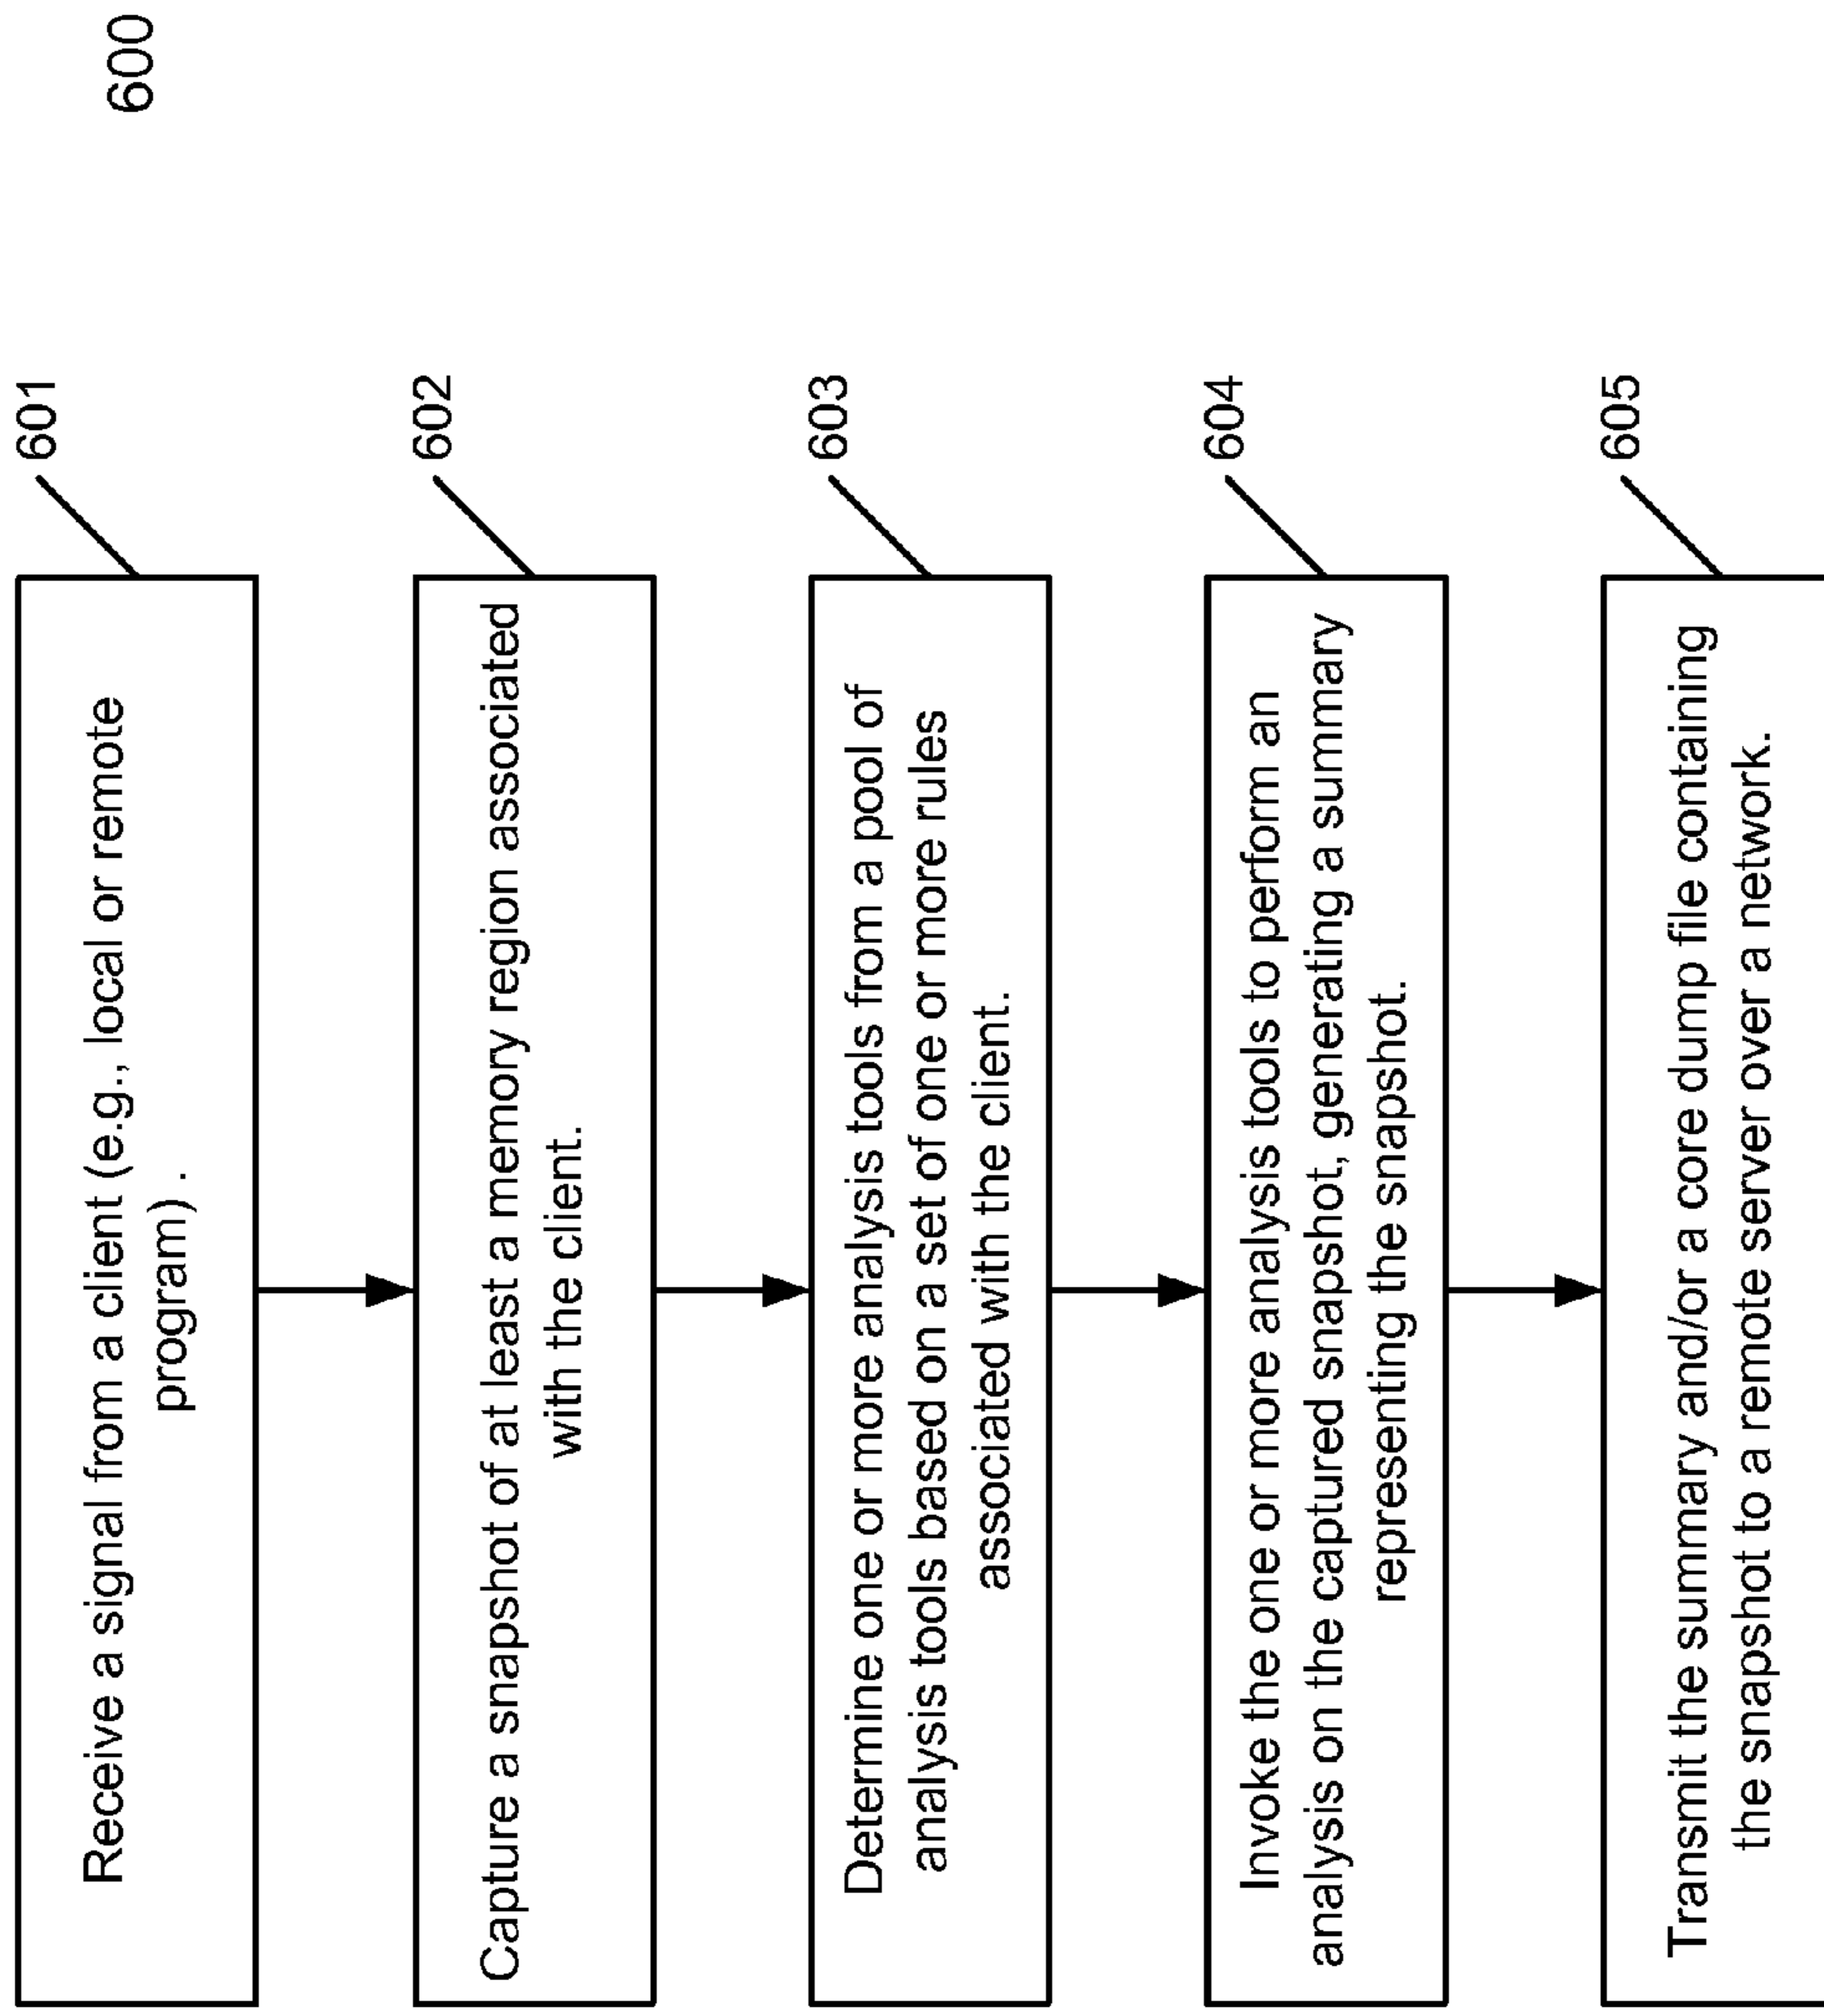 600
601
Receive a signal from a client (e.g., local or remote
program) .
602
Capture a snapshot of at least a memory region associated
with the client.
603
Determine one or more analysis tools from a pool of
analysis tools based on a set of one or more rules
associated with the client.
604
Invoke the one or more analysis tools to perform an
analysis on the captured snapshot, generating a summary
representing the snapshot.
605
Transmit the summary and/or a core dump file containing
the snapshot to a remote server over a network.